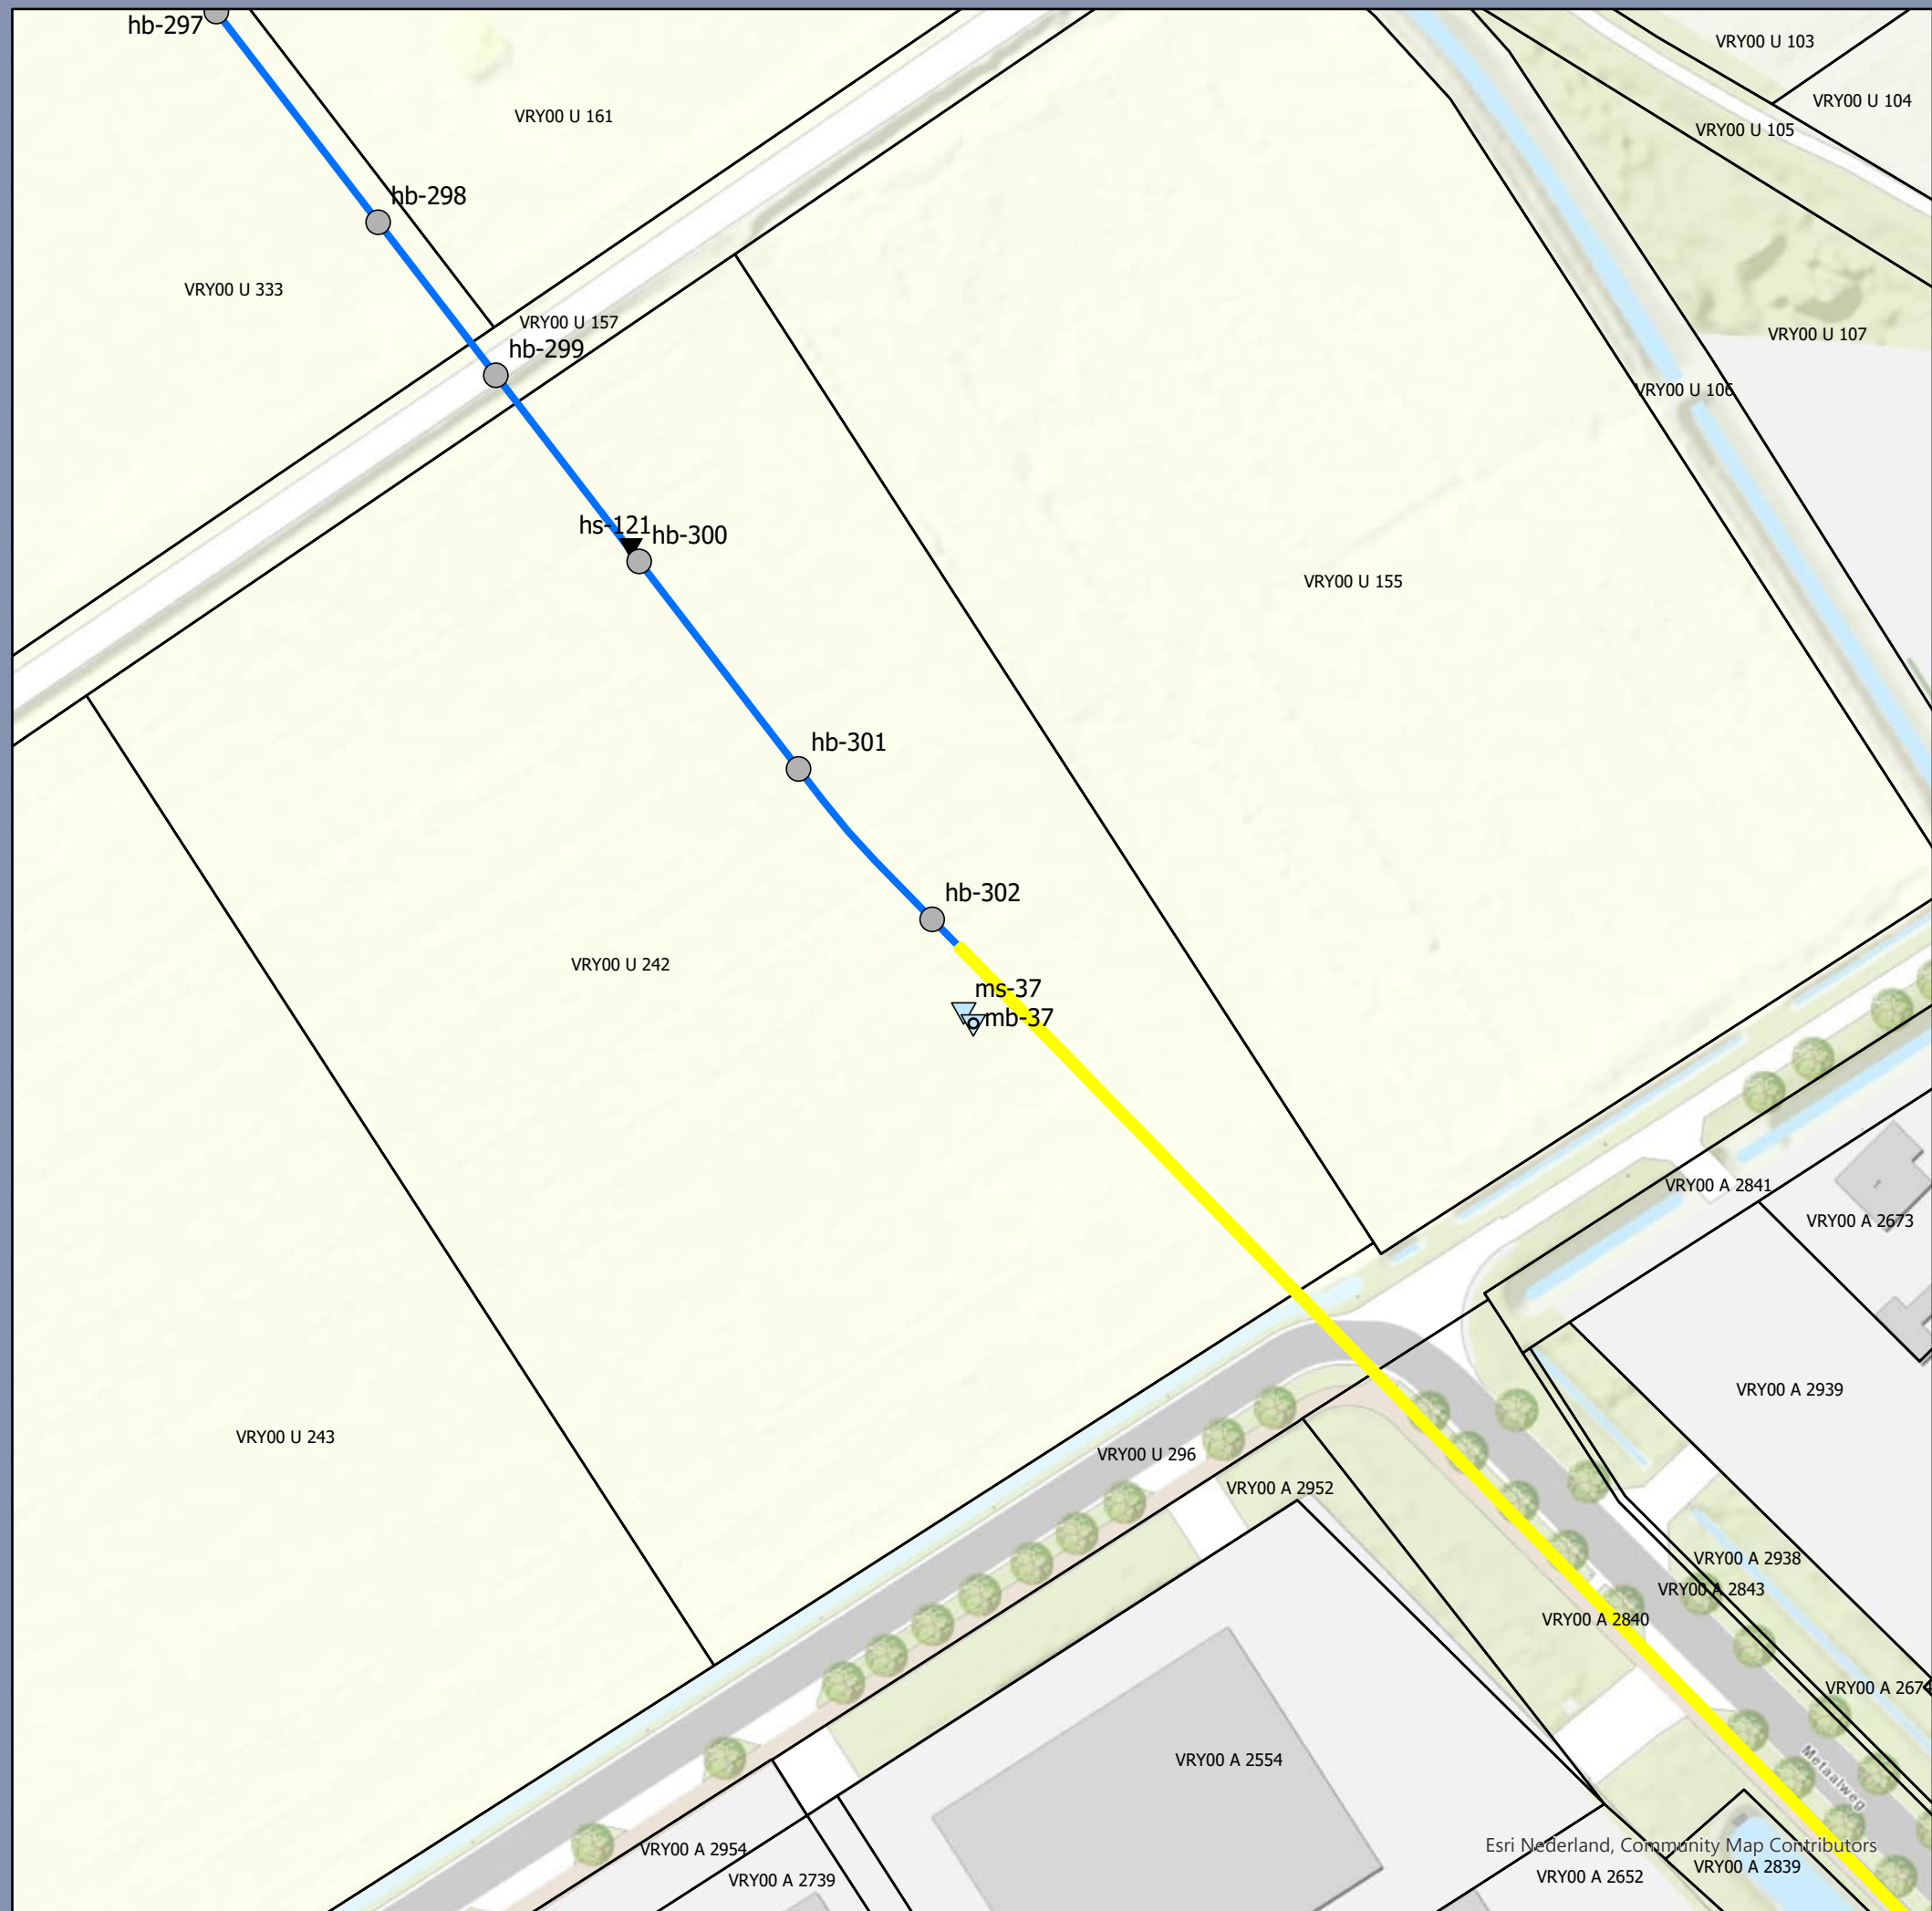 hb-297
VRY00 U 103
VRY00 U 104
VRY00 U 161
VRY00 U 105
hb-298
VRY00 U 333
VRY00 U 157
VRY00 U 107
hb-299
VRY00 U 106
hs-121
hb-300
VRY00 U 155
hb-301
hb-302
VRY00 U 242
ms-37
mb-37
VRY00 A 2841
VRY00 A 2673
VRY00 A 2939
VRY00 U 243
VRY00 U 296
VRY00 A 2952
VRY00 A 2938
VRY00 A 2843
VRY00 A 2840
VRY00 A 267
VRY00 A 2554
Metaalweg
Esri Nederland, Community Map Contributors
VRY00 A 2954
VRY00 A 2839
VRY00 A 2652
VRY00 A 2739